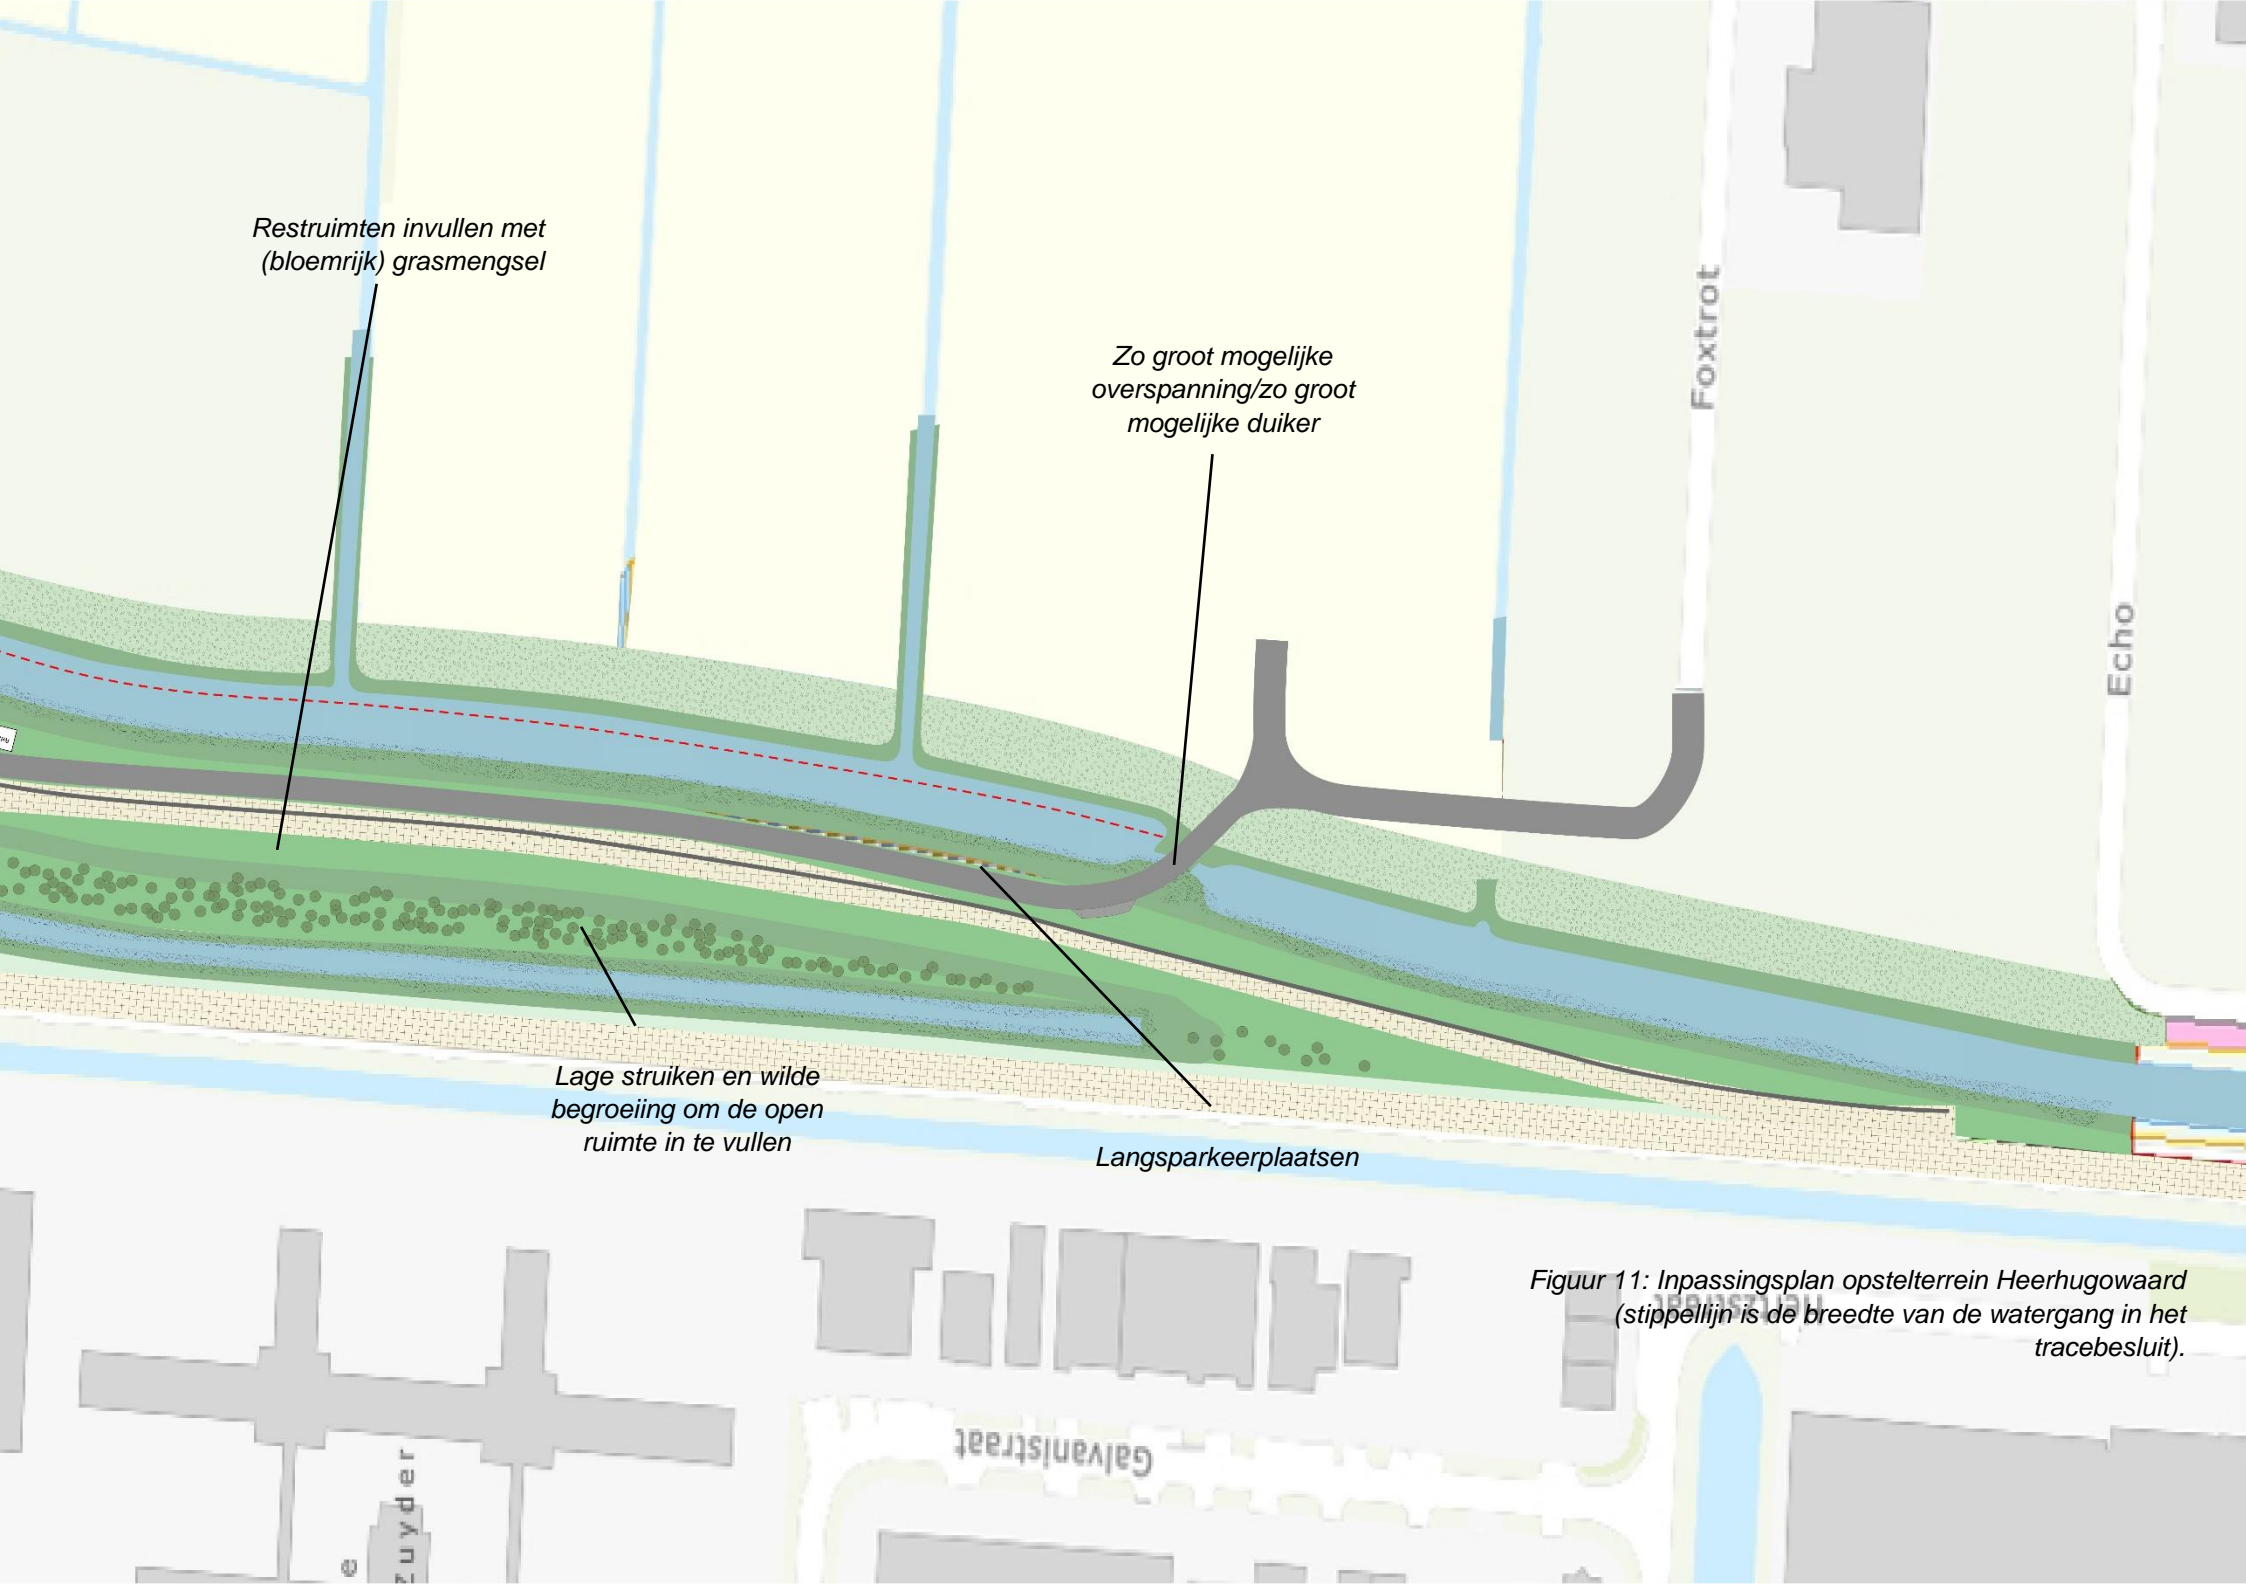 Restruimten invullen met
(bloemrijk) grasmengsel
Zo groot mogelijke
overspanning/zo groot
mogelijke duiker
Foxtrot
Echo
Lage struiken en wilde
begroeiing om de open
ruimte in te vullen
Langsparkeerplaatsen
Figuur 11: Inpassingsplan opstelterrein Heerhugowaard
(stippellijn is de breedte van de watergang in het
tracebesluit).
Hertzstraat
Galvanistraat
zuyder
e